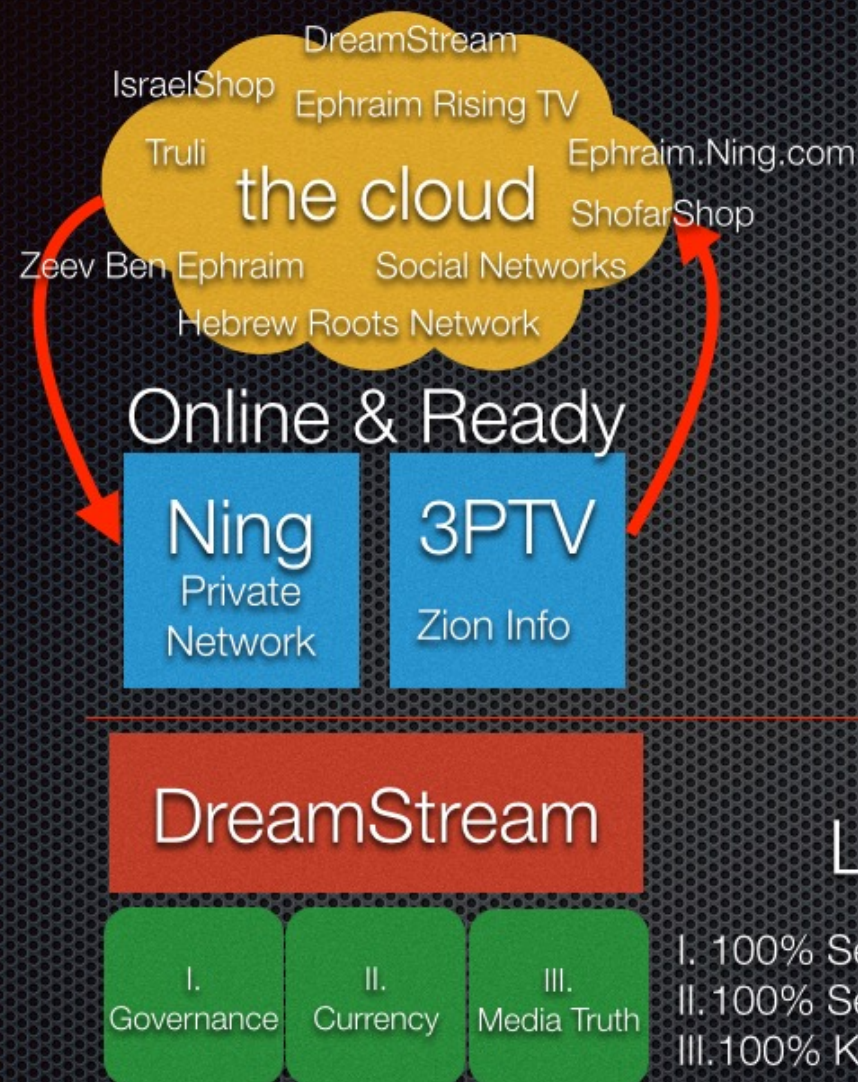 DreamStream
IsraelShop
Ephraim Rising TV
Truli
Ephraim.Ning.com
the cloud
ShofarShop
Zeev Ben Ephraim
Social Networks
Hebrew Roots Network
Online & Ready
Ning
Private
Network
3PTV
Zion Info
DreamStream
L
I.
Governance
II.
Currency
III.
Media Truth
I. 100% Se
II.100% Se
III.100% K